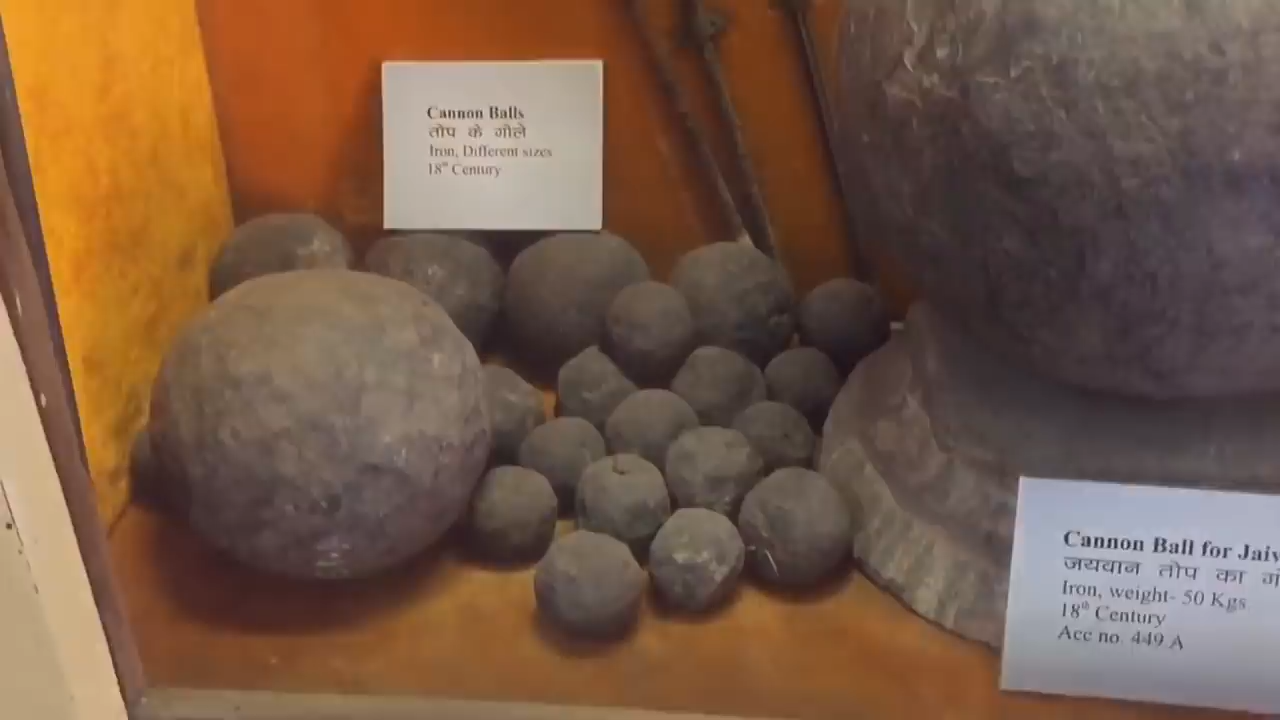 Cannon Balls
तोप के गोले
Iron, Different sizes
18th Century
Cannon Ball for
जयवान तोप का
Iron, weight- 50 Kgs
18th Century
Acc no. 449 A